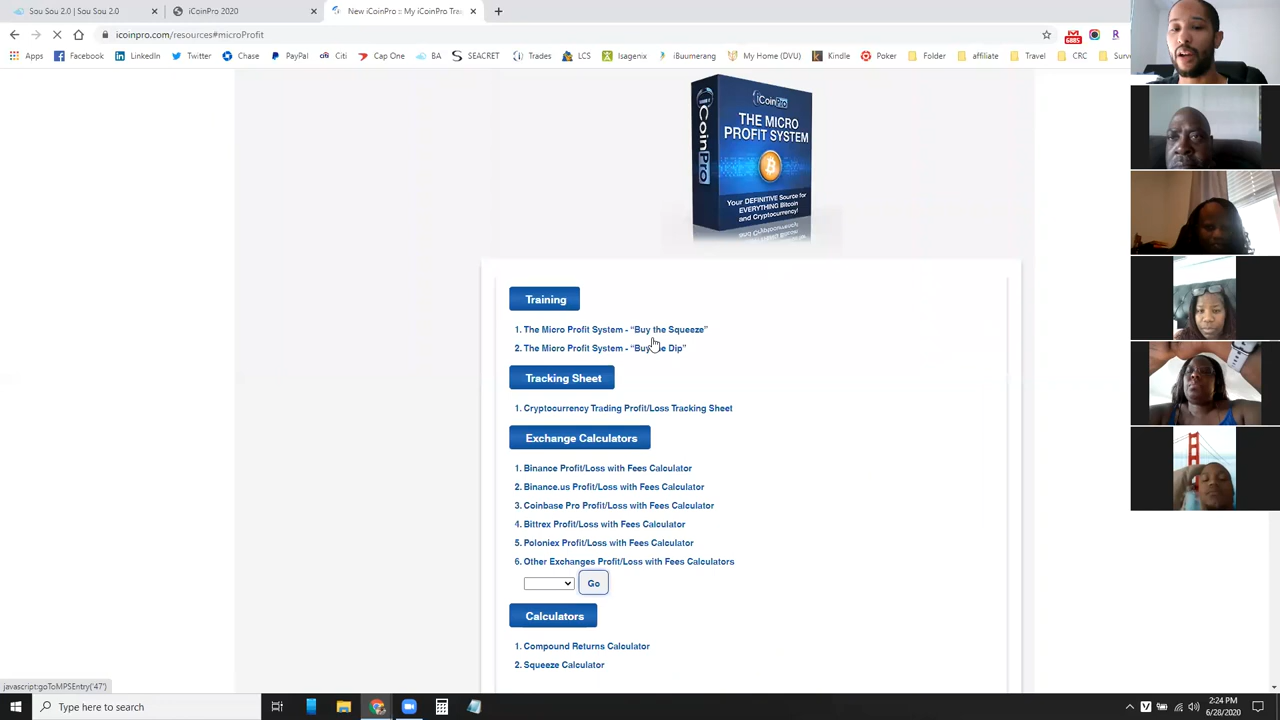 Sou Sou 2.0 | Sou Sou 2.0
iCoinPro 2020
New iCoinPro :: My iCoinPro Tra
icoinpro.com/resources#microProfit
6885
Apps
Facebook
LinkedIn
Twitter
Chase
PayPal
Citi
Cap One
BA
SEACRET
Trades
LCS
Isagenix
iBuumerang
My Home (DVU)
Kindle
Poker
Folder
affiliate
Travel
CRC
Surv
iCoinPro
iCoinPro
THE MICRO
PROFIT SYSTEM
Your DEFINITIVE Source for
EVERYTHING Bitcoin
and Cryptocurrency!
Training
1. The Micro Profit System - “Buy the Squeeze”
2. The Micro Profit System - “Buy the Dip”
Tracking Sheet
1. Cryptocurrency Trading Profit/Loss Tracking Sheet
Exchange Calculators
1. Binance Profit/Loss with Fees Calculator
2. Binance.us Profit/Loss with Fees Calculator
3. Coinbase Pro Profit/Loss with Fees Calculator
4. Bittrex Profit/Loss with Fees Calculator
5. Poloniex Profit/Loss with Fees Calculator
6. Other Exchanges Profit/Loss with Fees Calculators
Go
Calculators
1. Compound Returns Calculator
2. Squeeze Calculator
javascript:goToMPSEntry('47')
Type here to search
2:24 PM
6/28/2020